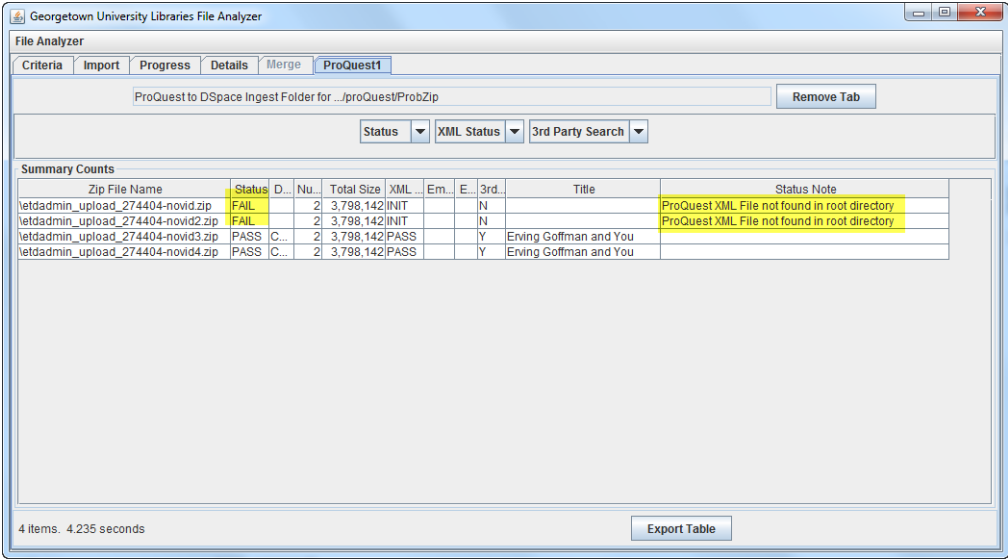 Georgetown University Libraries File Analyzer
File Analyzer
Criteria Import Progress Details Merge ProQuest1
ProQuest to DSpace Ingest Folder for .../proQuest/ProbZip Remove Tab
Status XML Status 3rd Party Search
Summary Counts
Zip File Name Status D... Nu... Total Size XML ... Em... E... 3rd... Title Status Note
\etdadmin_upload_274404-novid.zip FAIL 2 3,798,142 INIT N ProQuest XML File not found in root directory
\etdadmin_upload_274404-novid2.zip FAIL 2 3,798,142 INIT N ProQuest XML File not found in root directory
\etdadmin_upload_274404-novid3.zip PASS C... 2 3,798,142 PASS Y Erving Goffman and You
\etdadmin_upload_274404-novid4.zip PASS C... 2 3,798,142 PASS Y Erving Goffman and You
4 items. 4.235 seconds Export Table